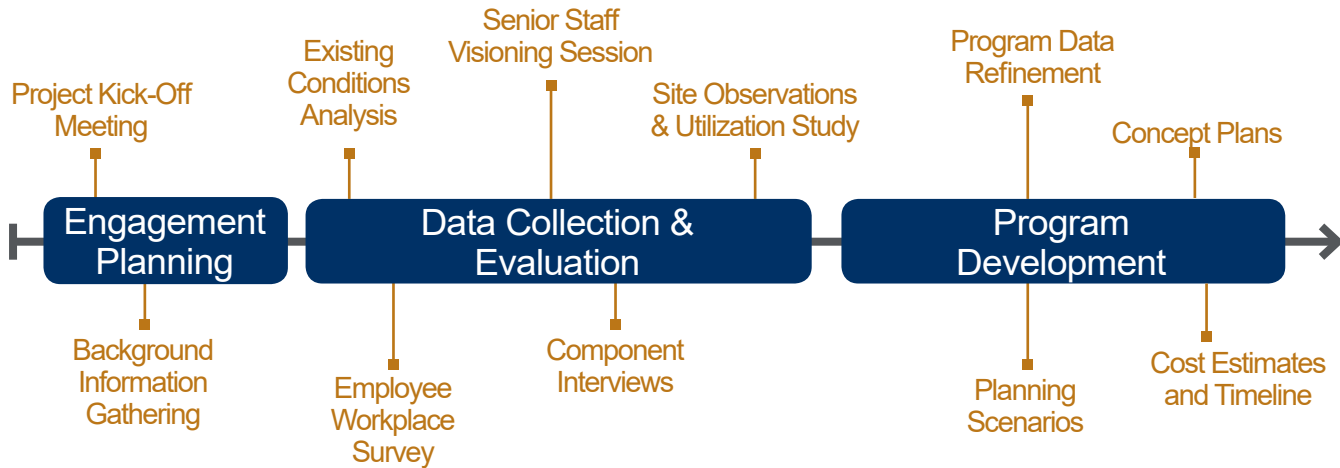 Senior Staff
Visioning Session
Program Data
Refinement
Existing
Conditions
Analysis
Project Kick-Off
Meeting
Site Observations
& Utilization Study
Concept Plans
Engagement
Planning
Data Collection &
Evaluation
Program
Development
Background
Information
Gathering
Employee
Workplace
Survey
Component
Interviews
Planning
Scenarios
Cost Estimates
and Timeline